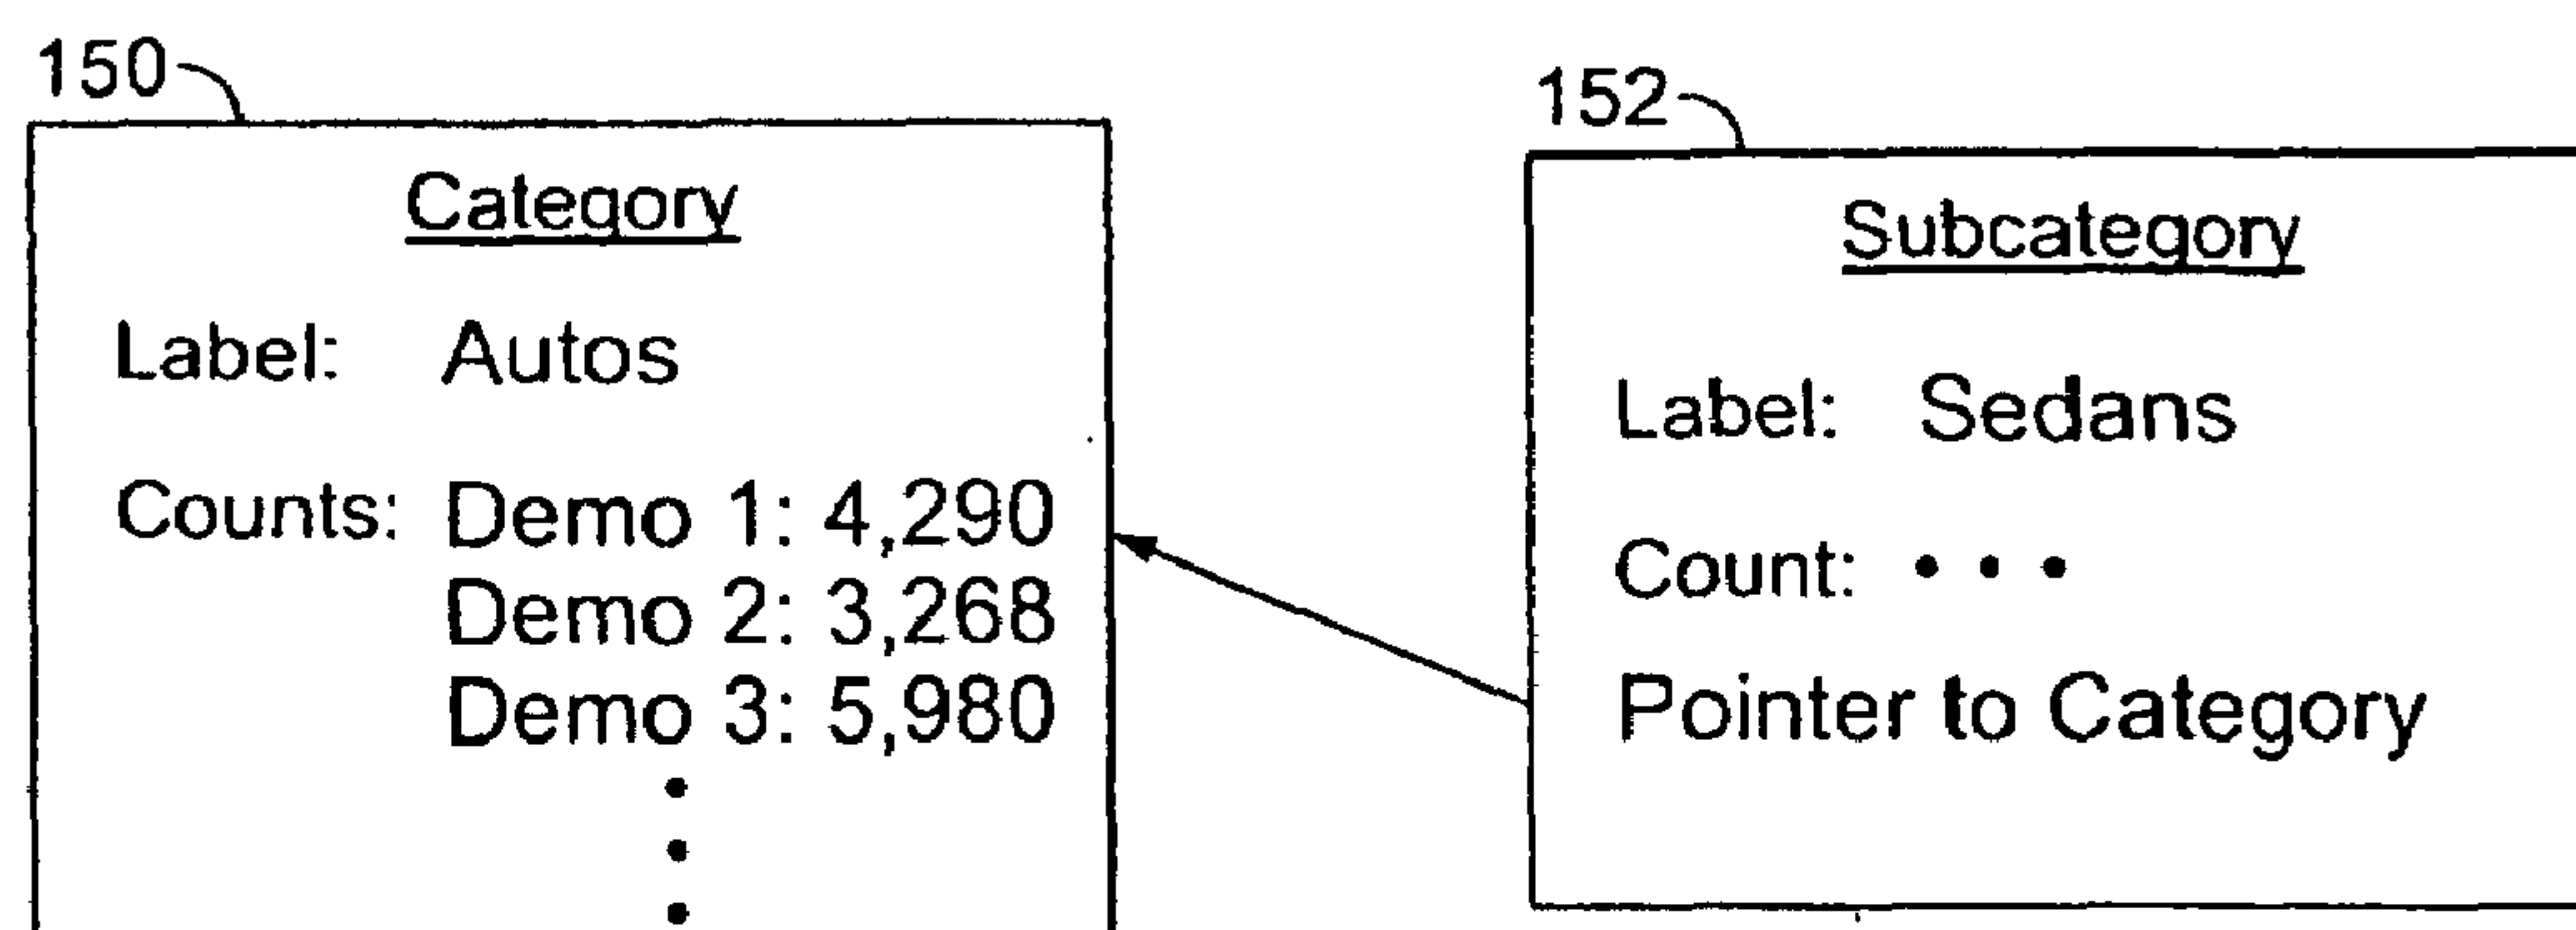 150
Category
Label: Autos
Counts: Demo 1: 4,290
Demo 2: 3,268
Demo 3: 5,980
152
Subcategory
Label: Sedans
Count: • • •
Pointer to Category